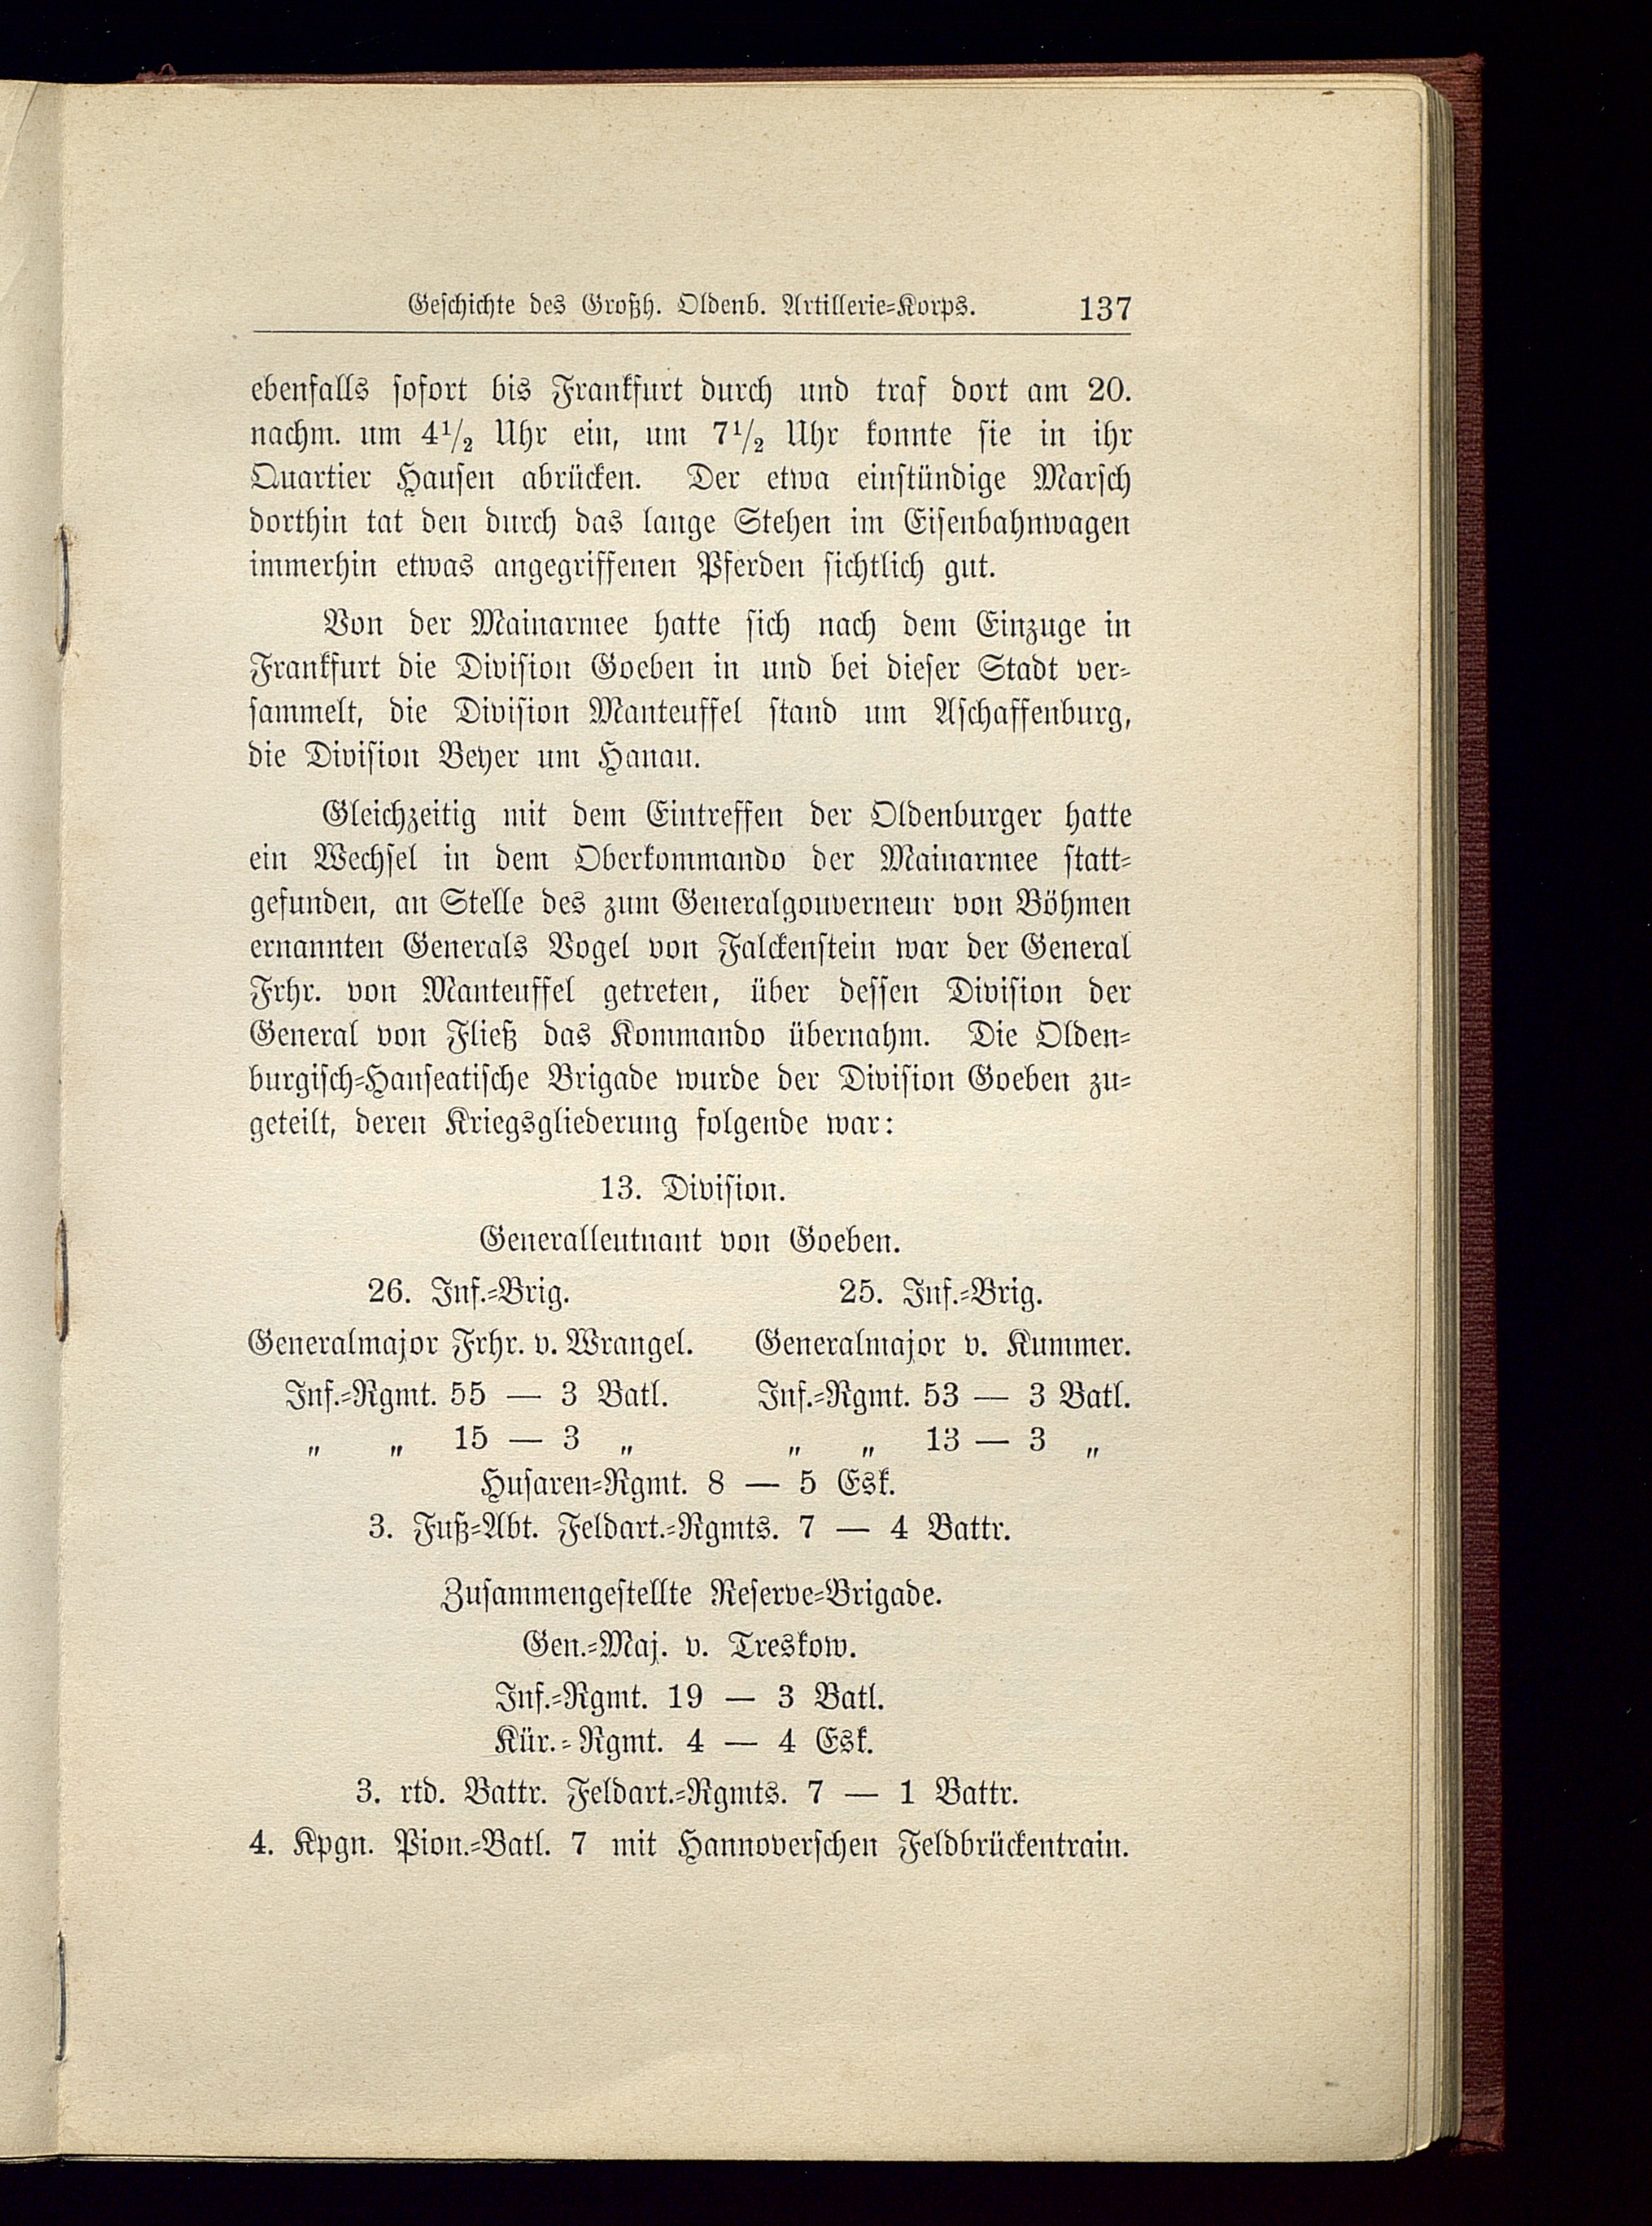 Geschichte des Großh. Oldenb. Artillerie-Korps. 137
ebenfalls sofort bis Frankfurt durch und traf dort am 20.
nachm. um 4 1/2 Uhr ein, um 7 1/2 Uhr konnte sie in ihr
Quartier Hausen abrücken. Der etwa einstündige Marsch
dorthin tat den durch das lange Stehen im Eisenbahnwagen
immerhin etwas angegriffenen Pferden sichtlich gut.
Von der Mainarmee hatte sich nach dem Einzuge in
Frankfurt die Division Goeben in und bei dieser Stadt ver-
sammelt, die Division Manteuffel stand um Aschaffenburg,
die Division Beyer um Hanau.
Gleichzeitig mit dem Eintreffen der Oldenburger hatte
ein Wechsel in dem Oberkommando der Mainarmee statt-
gefunden, an Stelle des zum Generalgouverneur von Böhmen
ernannten Generals Vogel von Falckenstein war der General
Frhr. von Manteuffel getreten, über dessen Division der
General von Fließ das Kommando übernahm. Die Olden-
burgisch-Hanseatische Brigade wurde der Division Goeben zu-
geteilt, deren Kriegsgliederung folgende war:
13. Division.
Generalleutnant von Goeben.
26. Inf.-Brig. 25. Inf.-Brig.
Generalmajor Frhr. v. Wrangel. Generalmajor v. Kummer.
Inf.-Rgmt. 55 — 3 Batl. Inf.-Rgmt. 53 — 3 Batl.
„ „ 15 — 3 „ „ „ 13 — 3 „
Husaren-Rgmt. 8 — 5 Esk.
3. Fuß-Abt. Feldart.-Rgmts. 7 — 4 Battr.
Zusammengestellte Reserve-Brigade.
Gen.-Maj. v. Treskow.
Inf.-Rgmt. 19 — 3 Batl.
Kür.-Rgmt. 4 — 4 Esk.
3. rtd. Battr. Feldart.-Rgmts. 7 — 1 Battr.
4. Kpgn. Pion.-Batl. 7 mit Hannoverschen Feldbrückentrain.